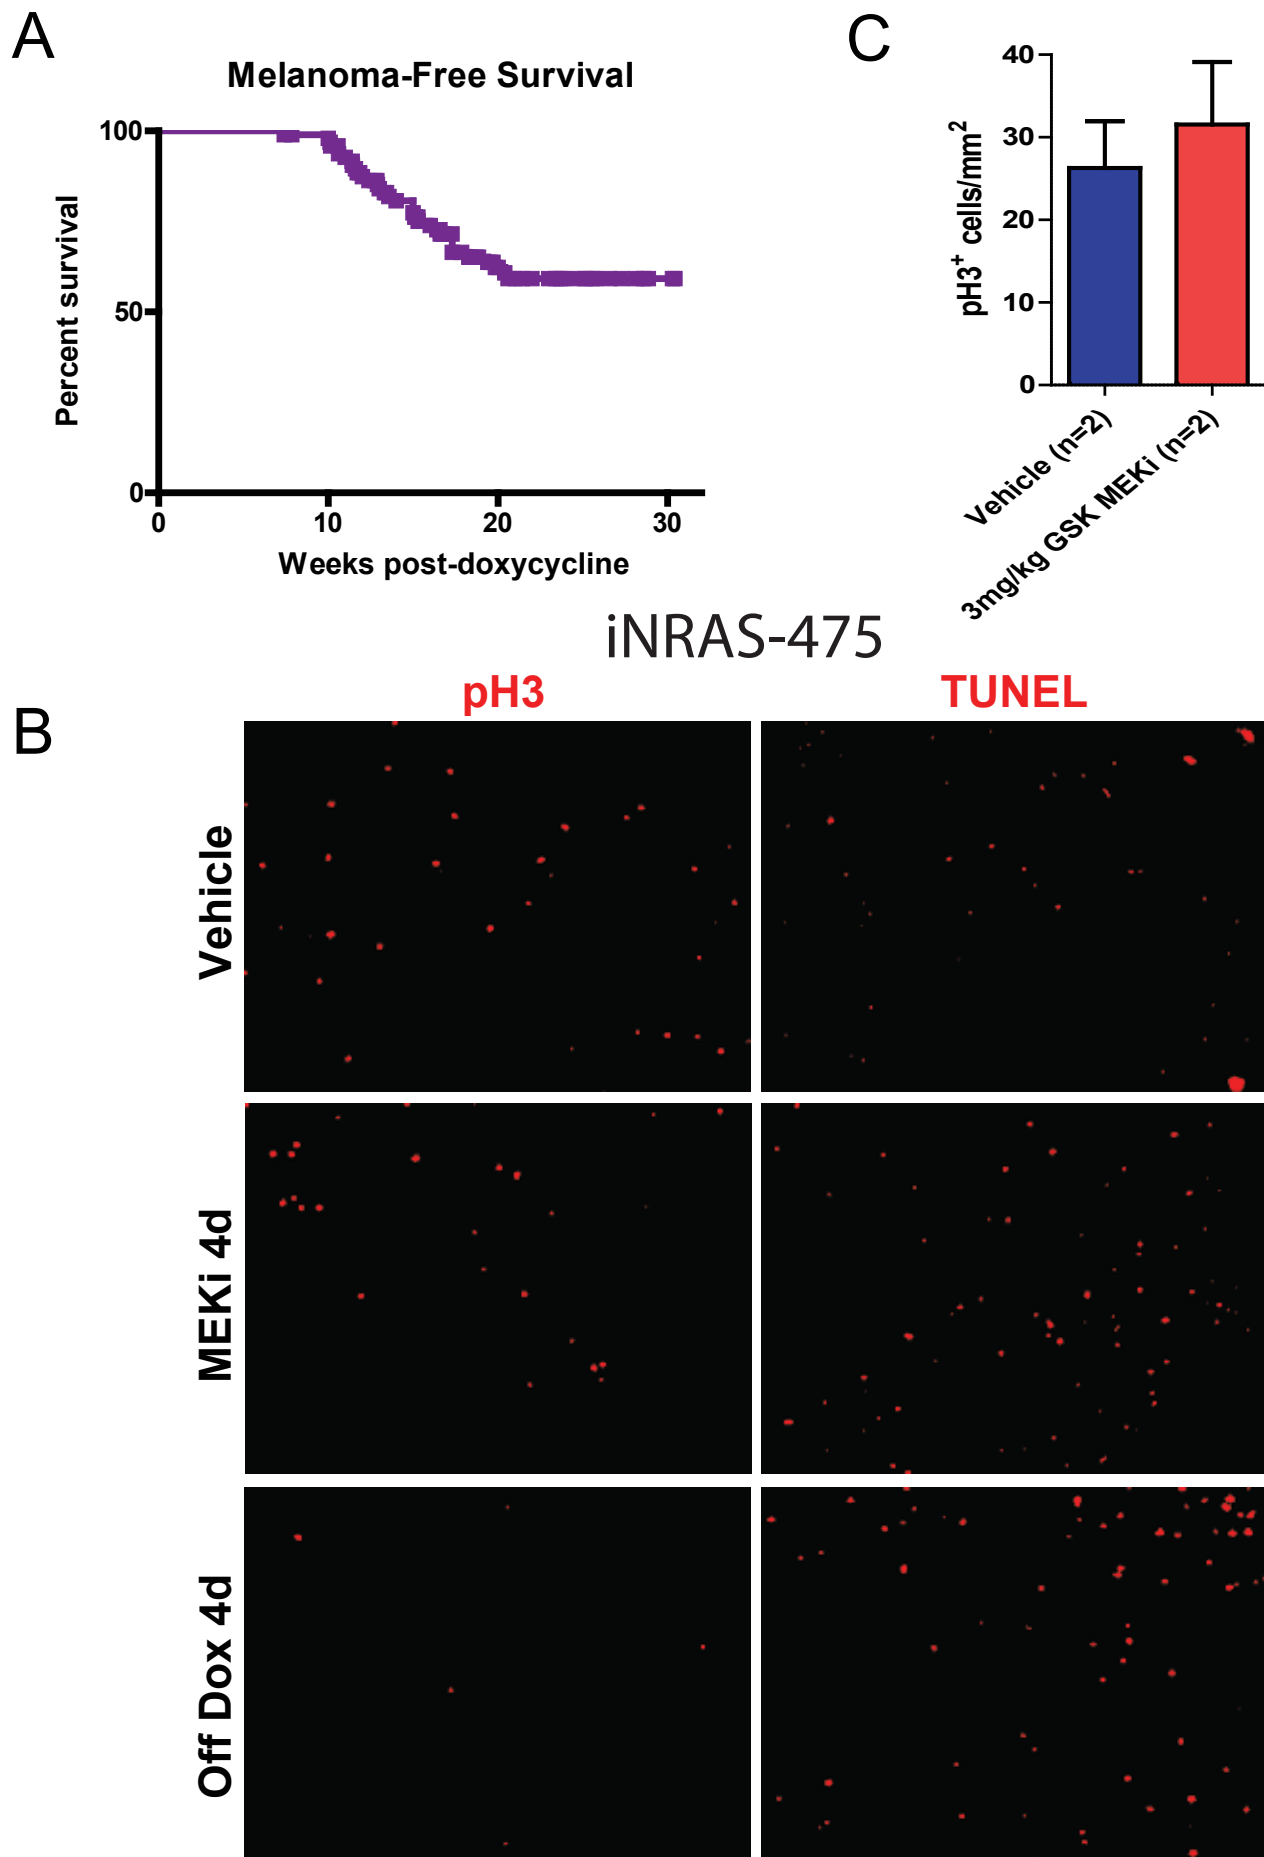 A
Melanoma-Free Survival
Percent survival
100
50
0
0 10 20 30
Weeks post-doxycycline
C
pH3+ cells/mm2
40
30
20
10
0
Vehicle (n=2)
3mg/kg GSK MEKi (n=2)
iNRAS-475
pH3 TUNEL
B
Vehicle
MEKi 4d
Off Dox 4d